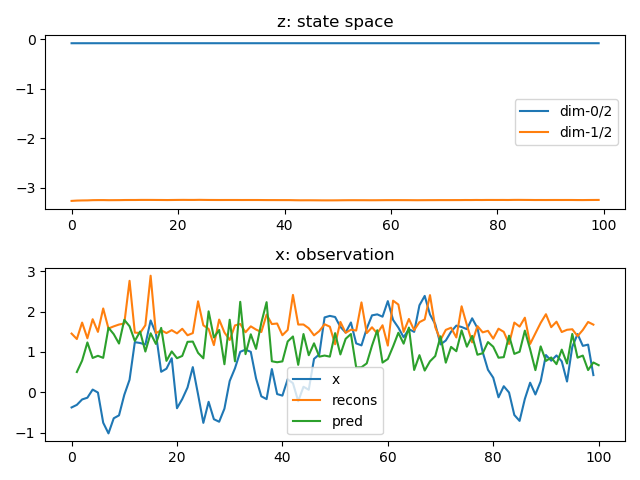 z: state space
0
−1
−2
−3
dim-0/2
dim-1/2
0 20 40 60 80 100
x: observation
3
2
1
0
−1
x
recons
pred
0 20 40 60 80 100